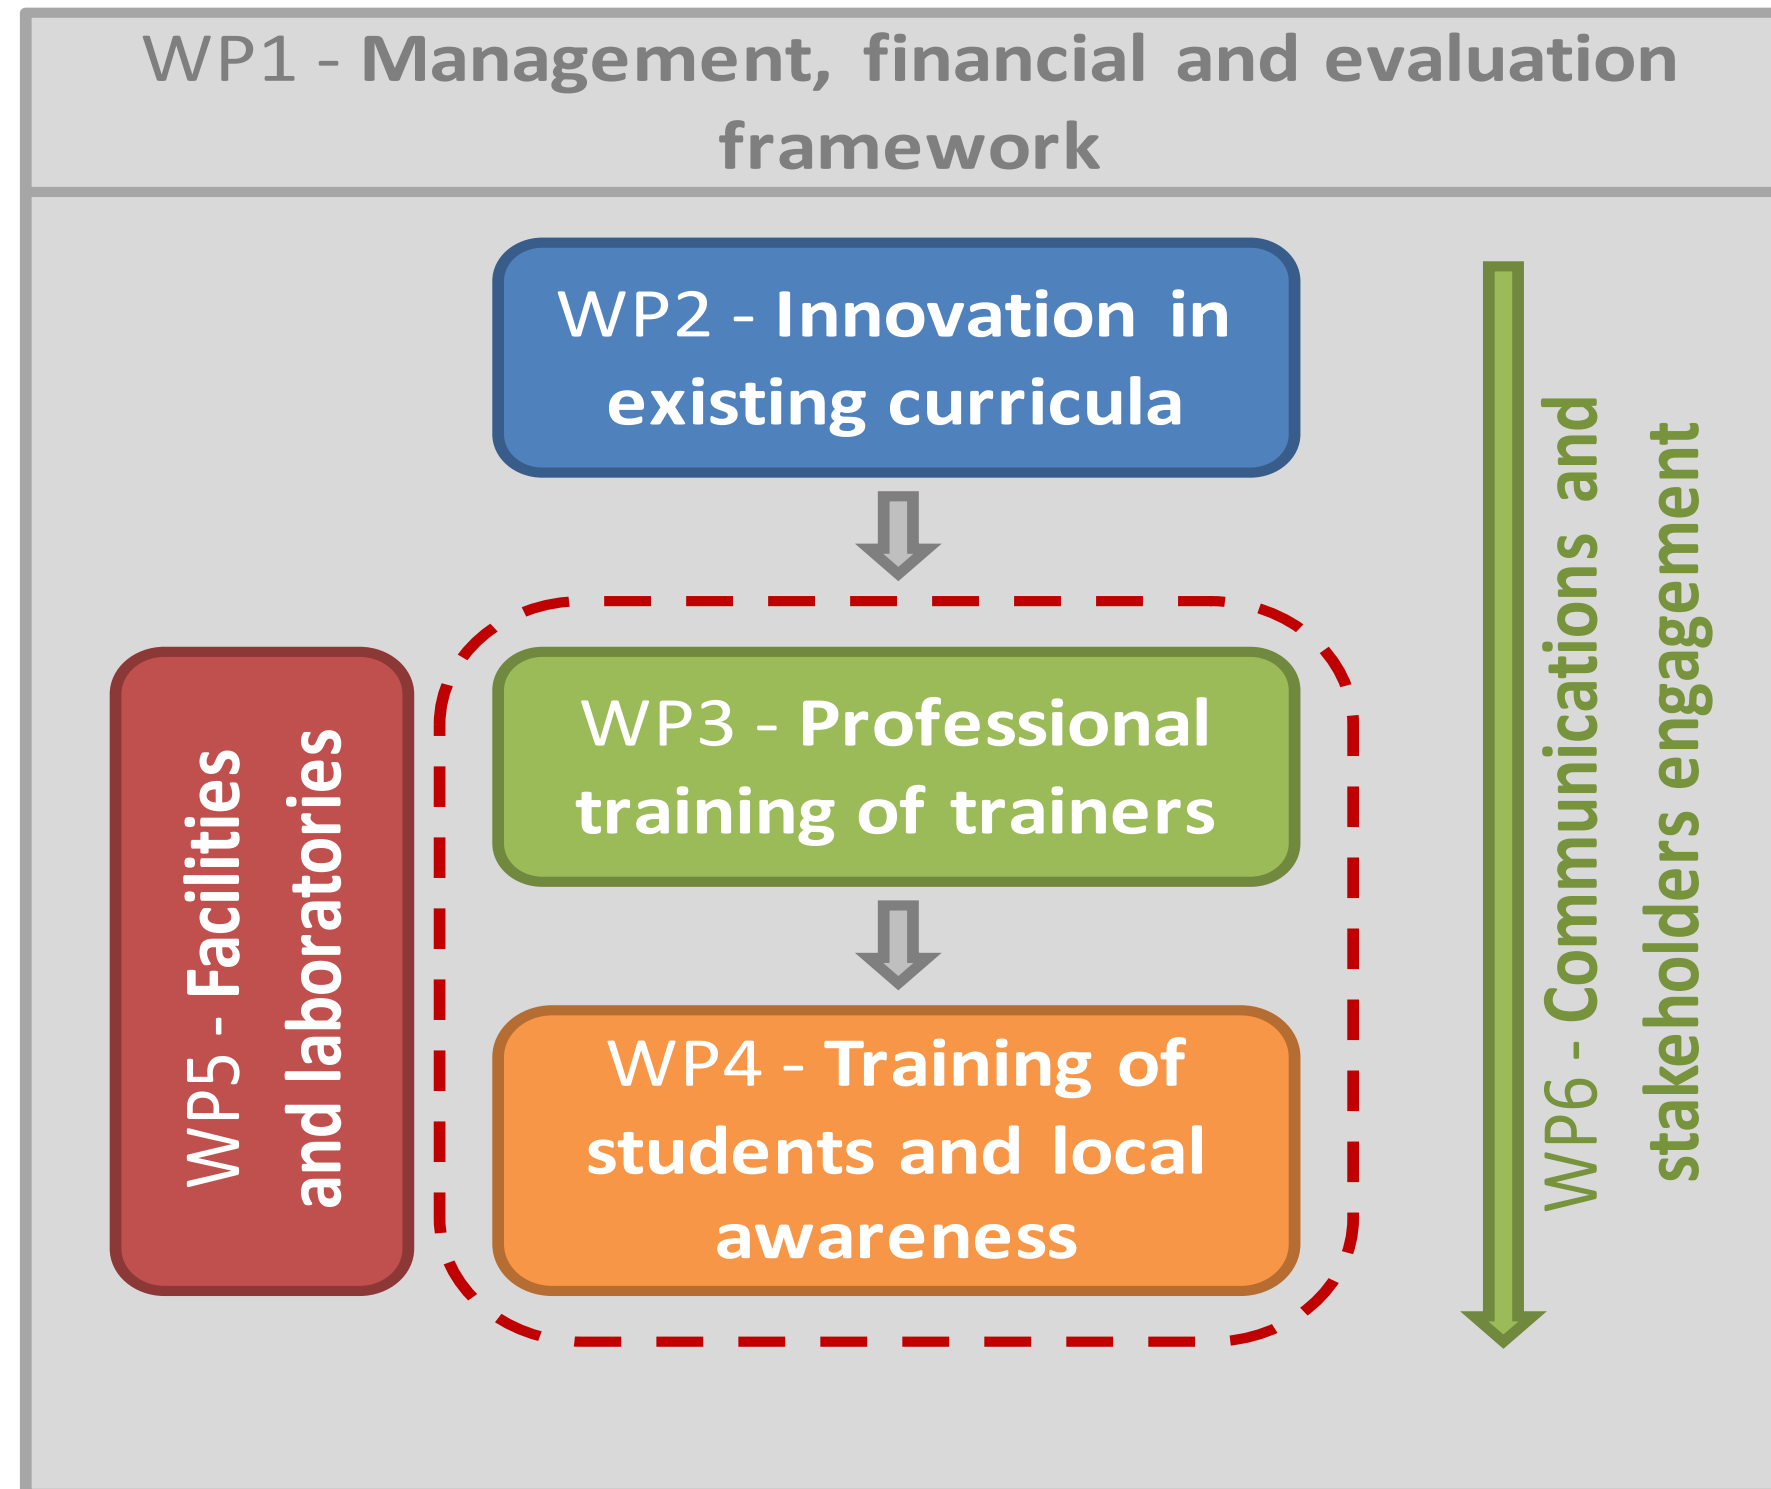 WP1 - Management, financial and evaluation
framework
WP2 - Innovation in
existing curricula
WP3 - Professional
training of trainers
WP4 - Training of
students and local
awareness
WP5 - Facilities
and laboratories
WP6 - Communications and
stakeholders engagement